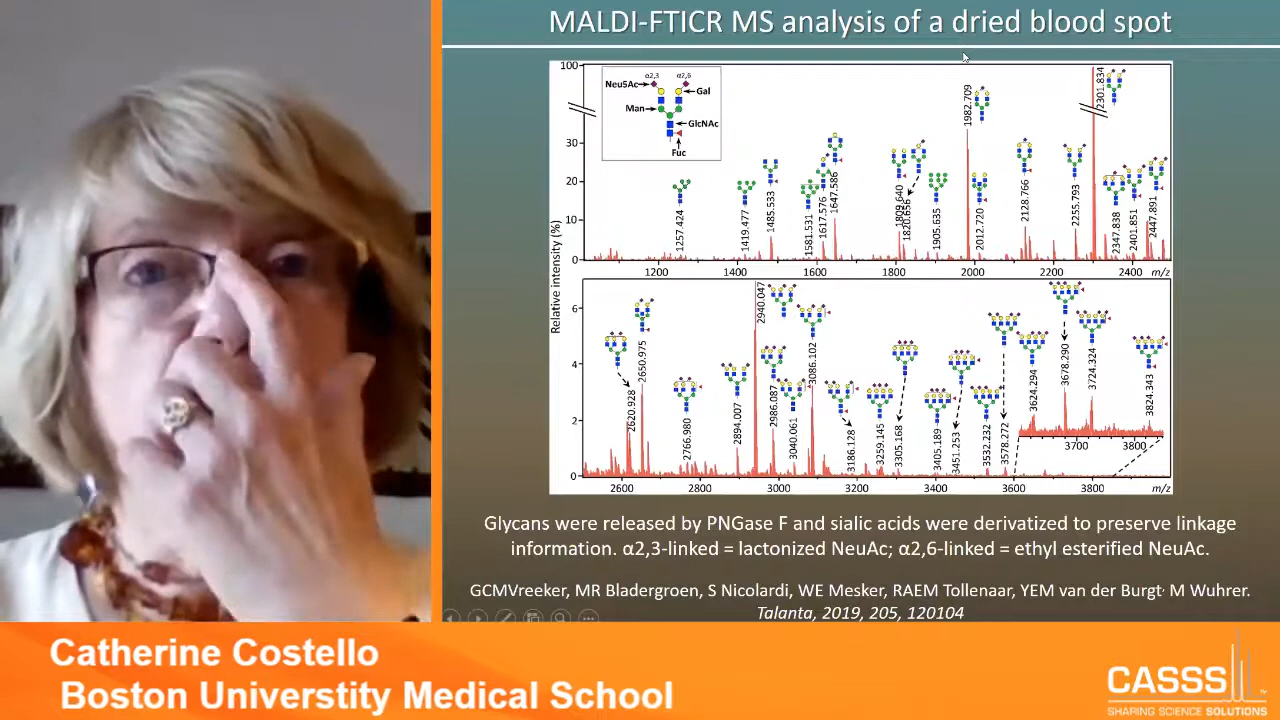 MALDI-FTICR MS analysis of a dried blood spot
Relative intensity (%)
100
30
20
10
0
α2,3 α2,6
Neu5Ac
Gal
Man
GlcNAc
Fuc
1257.424
1419.477
1485.533
1581.531
1617.576
1647.586
1809.640
1820.656
1905.635
1982.709
2012.720
2128.766
2255.793
2301.834
2347.838
2401.851
2447.891
1200 1400 1600 1800 2000 2200 2400 m/z
6
4
2
0
2620.928
2650.975
2766.980
2894.007
2940.047
2986.087
3040.061
3086.102
3186.128
3259.145
3305.168
3405.189
3451.253
3532.232
3578.272
3624.294
3678.290
3724.324
3824.343
3700 3800
2600 2800 3000 3200 3400 3600 3800 m/z
Glycans were released by PNGase F and sialic acids were derivatized to preserve linkage
information. α2,3-linked = lactonized NeuAc; α2,6-linked = ethyl esterified NeuAc.
GCMVreeker, MR Bladergroen, S Nicolardi, WE Mesker, RAEM Tollenaar, YEM van der Burgt· M Wuhrer.
Talanta, 2019, 205, 120104
Catherine Costello
Boston Universtity Medical School
CASSS
SHARING SCIENCE SOLUTIONS